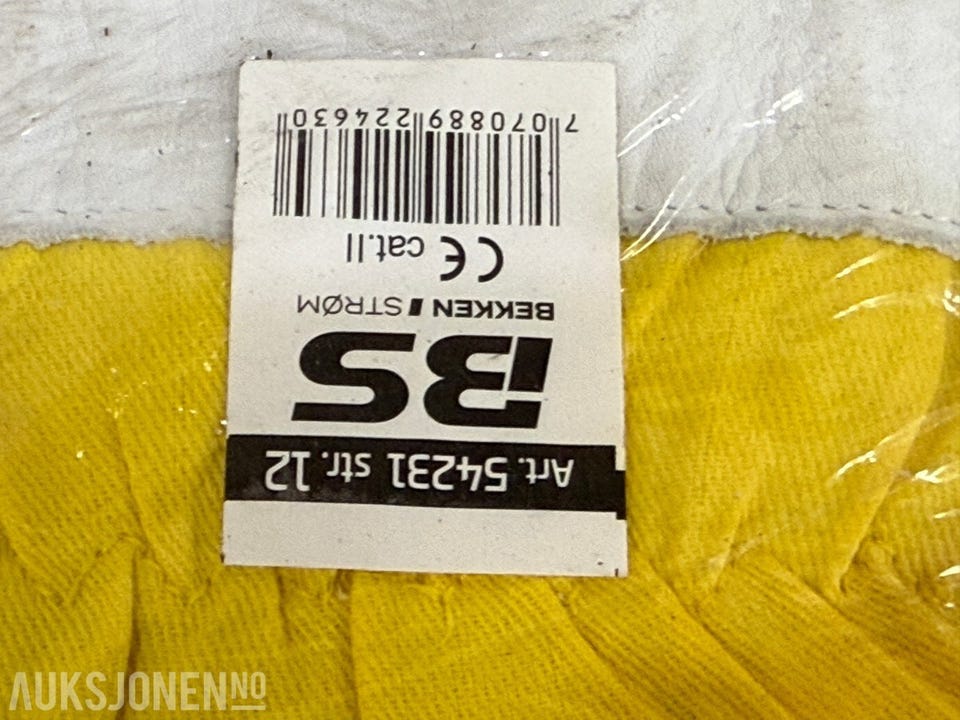 Art. 54231 str. 12
BS
BEKKEN STRØM
CE cat.II
7 070889 224630
AUKSJONEN NO